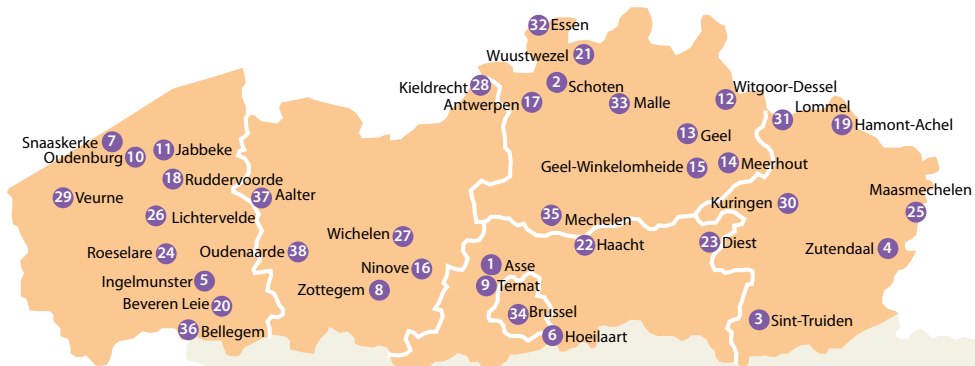 32 Essen
Wuustwezel 21
Kieldrecht 28
2 Schoten
Antwerpen 17
33 Malle
12 Witgoor-Dessel
Lommel
31
19 Hamont-Achel
Snaaskerke 7
Oudenburg 10
11 Jabbeke
13 Geel
18 Ruddervoorde
Geel-Winkelomheide 15
14 Meerhout
29 Veurne
37 Aalter
Kuringen 30
Maasmechelen
25
26 Lichtervelde
35 Mechelen
Wichelen 27
22 Haacht
23 Diest
Zutendaal 4
Roeselare 24
Oudenaarde 38
Ninove 16
1 Asse
Ingelmunster 5
Zottegem 8
9 Ternat
Beveren Leie 20
34 Brussel
3 Sint-Truiden
36 Bellegem
6 Hoeilaart